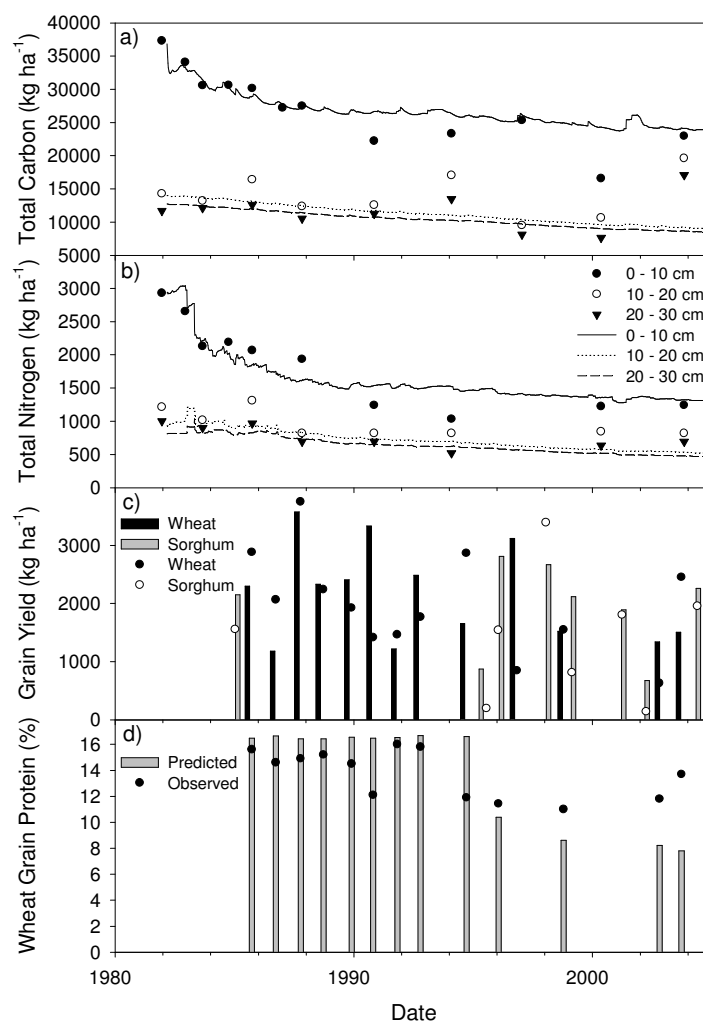 a)
Total Carbon (kg ha-1)
40000
35000
30000
25000
20000
15000
10000
5000
b)
Total Nitrogen (kg ha-1)
3000
2500
2000
1500
1000
500
0
0 - 10 cm
10 - 20 cm
20 - 30 cm
0 - 10 cm
10 - 20 cm
20 - 30 cm
c)
Grain Yield (kg ha-1)
3000
2000
1000
0
Wheat
Sorghum
Wheat
Sorghum
d)
Wheat Grain Protein (%)
16
14
12
10
8
6
4
2
0
Predicted
Observed
1980
1990
2000
Date